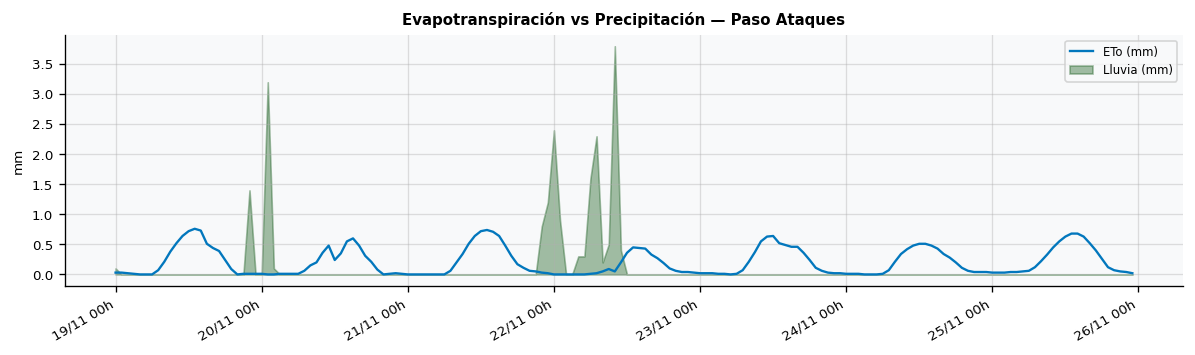 Evapotranspiración vs Precipitación — Paso Ataques
ETo (mm)
Lluvia (mm)
mm
3.5
3.0
2.5
2.0
1.5
1.0
0.5
0.0
19/11 00h
20/11 00h
21/11 00h
22/11 00h
23/11 00h
24/11 00h
25/11 00h
26/11 00h